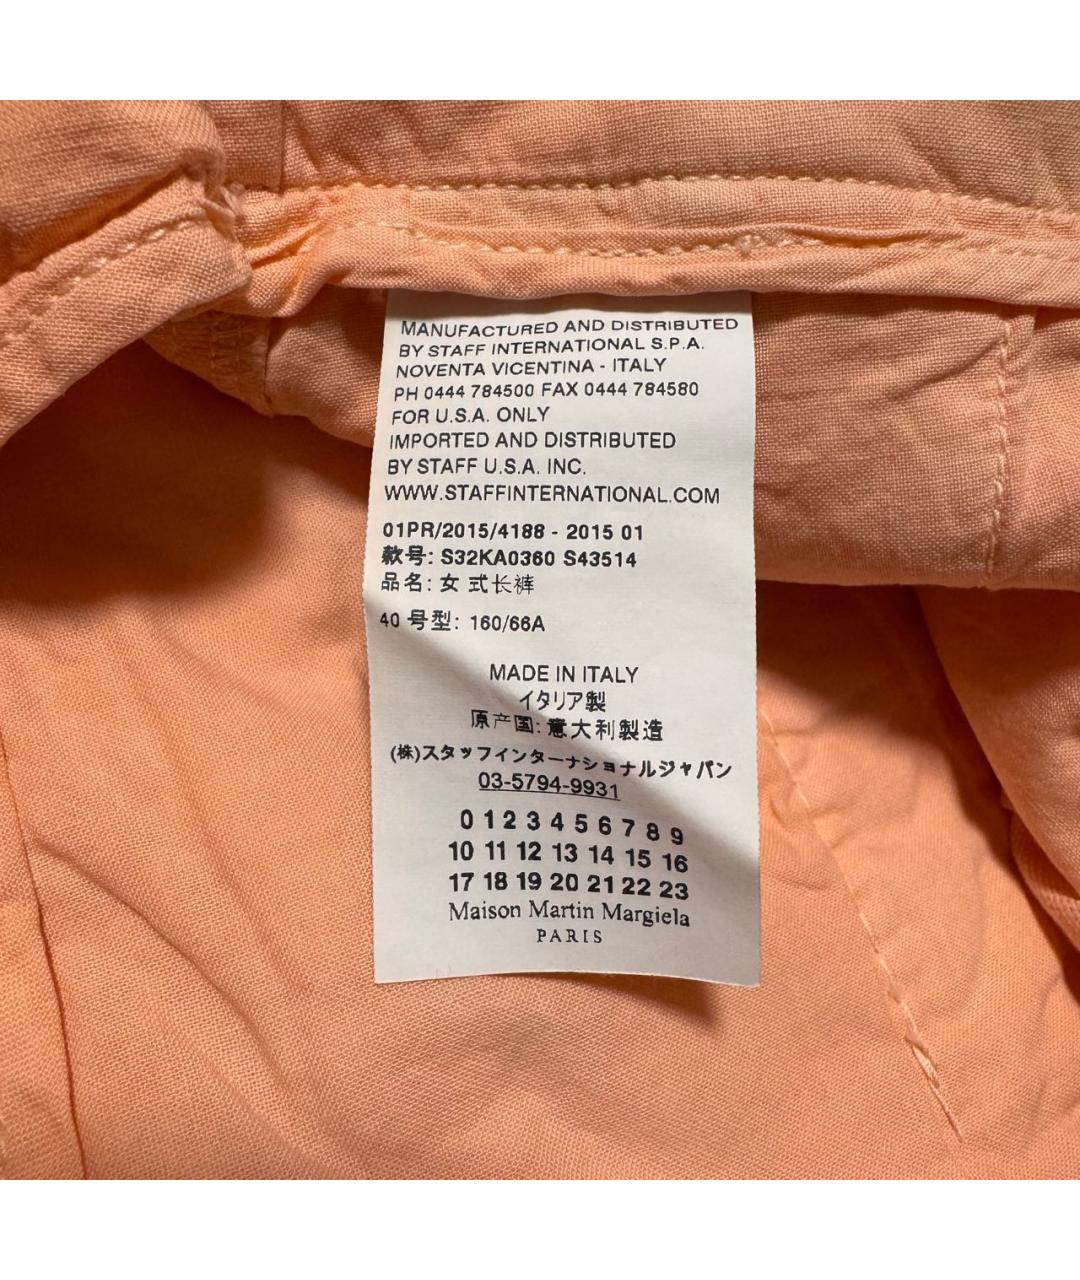 MANUFACTURED AND DISTRIBUTED
BY STAFF INTERNATIONAL S.P.A.
NOVENTA VICENTINA - ITALY
PH 0444 784500 FAX 0444 784580
FOR U.S.A. ONLY
IMPORTED AND DISTRIBUTED
BY STAFF U.S.A. INC.
WWW.STAFFINTERNATIONAL.COM
01PR/2015/4188 - 2015 01
款号: S32KA0360 S43514
品名: 女 式长裤
40 号型: 160/66A
MADE IN ITALY
イタリア製
原产国: 意大利製造
(株)スタッフインターナショナルジャパン
03-5794-9931
0 1 2 3 4 5 6 7 8 9
10 11 12 13 14 15 16
17 18 19 20 21 22 23
Maison Martin Margiela
PARIS